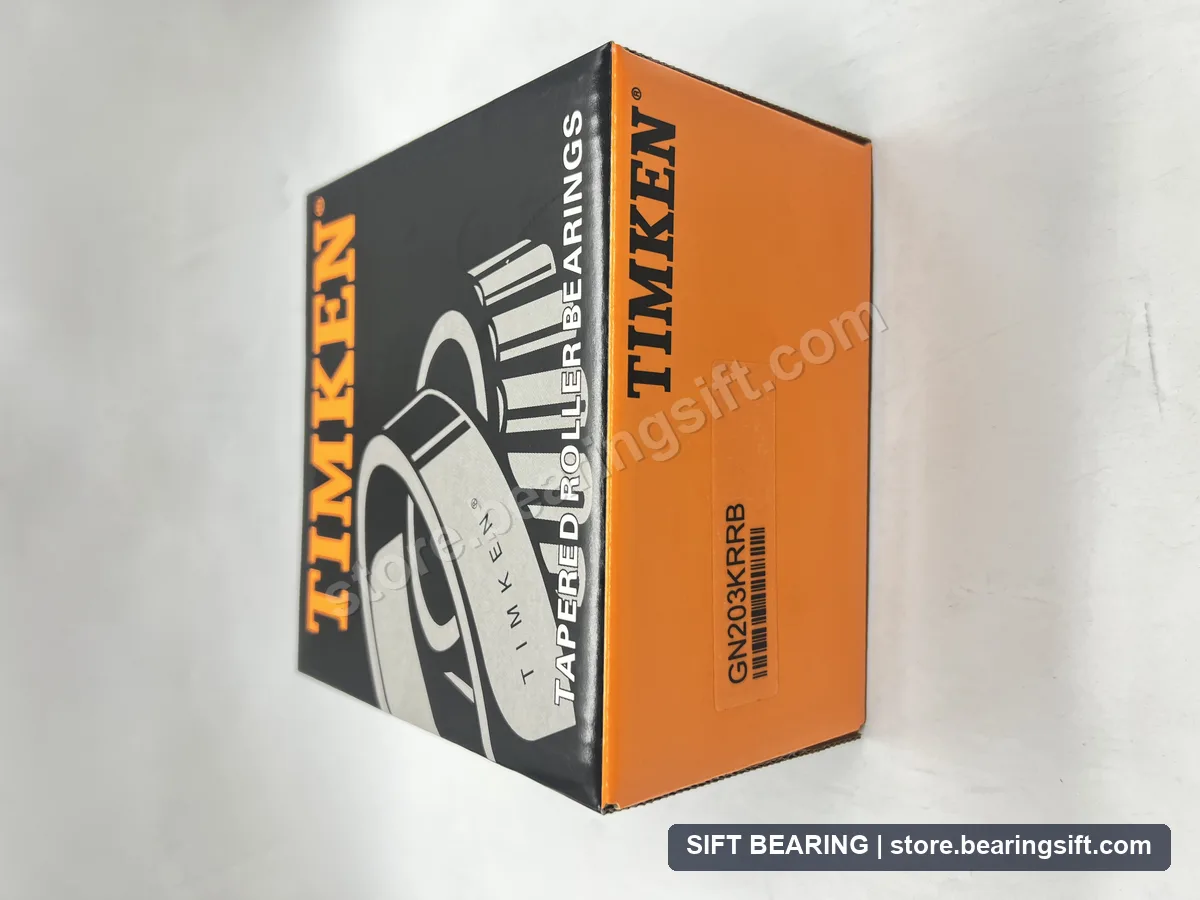 TIMKEN®
TIMKEN®
TAPERED ROLLER BEARINGS
TIMKEN®
GN203KRRB
store.bearingsift.com
SIFT BEARING | store.bearingsift.com